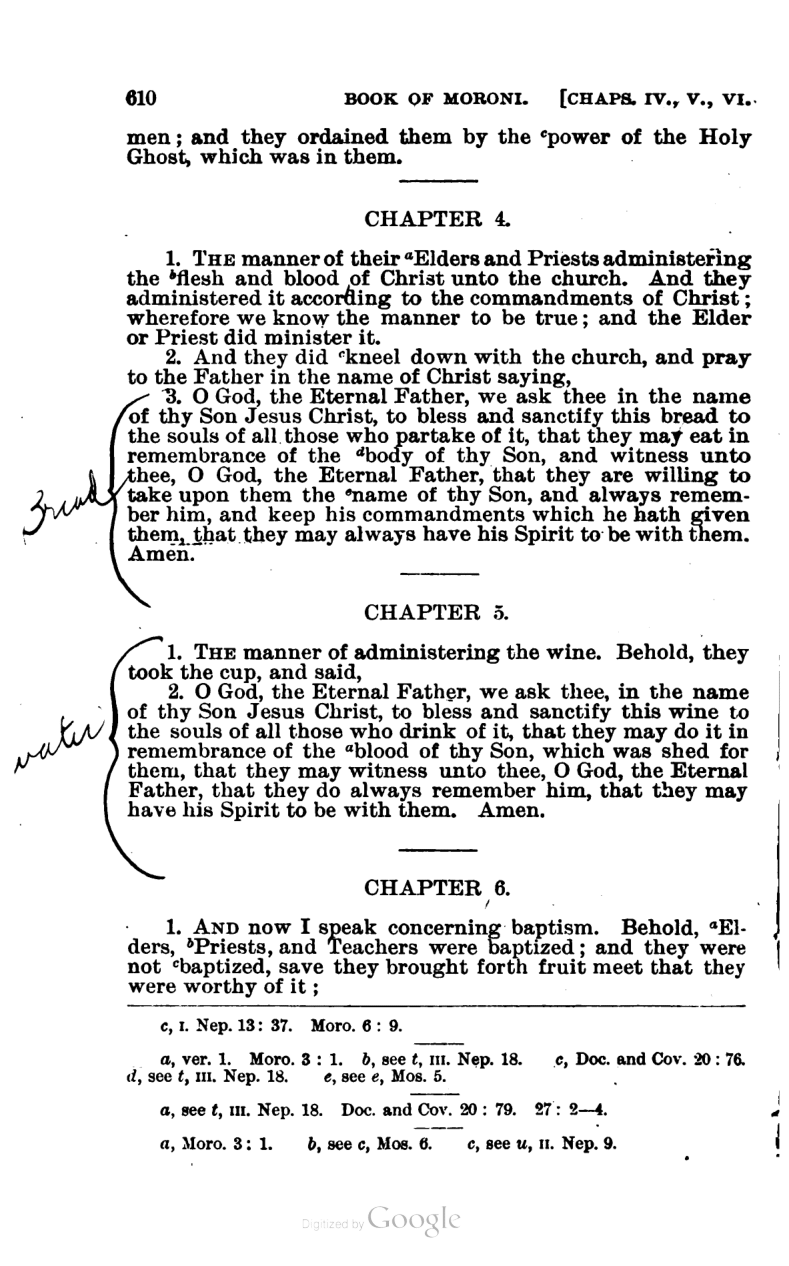 610 BOOK OF MORONI. [CHAPS. IV., V., VI.
men; and they ordained them by the ᶜpower of the Holy
Ghost, which was in them.
CHAPTER 4.
1. THE manner of their ᵃElders and Priests administering
the ᵇflesh and blood of Christ unto the church. And they
administered it according to the commandments of Christ;
wherefore we know the manner to be true; and the Elder
or Priest did minister it.
2. And they did ᶜkneel down with the church, and pray
to the Father in the name of Christ saying,
3. O God, the Eternal Father, we ask thee in the name
of thy Son Jesus Christ, to bless and sanctify this bread to
the souls of all those who partake of it, that they may eat in
remembrance of the ᵈbody of thy Son, and witness unto
thee, O God, the Eternal Father, that they are willing to
Bread
take upon them the ᵉname of thy Son, and always remem-
ber him, and keep his commandments which he hath given
them, that they may always have his Spirit to be with them.
Amen.
CHAPTER 5.
1. THE manner of administering the wine. Behold, they
took the cup, and said,
2. O God, the Eternal Father, we ask thee, in the name
of thy Son Jesus Christ, to bless and sanctify this wine to
water
the souls of all those who drink of it, that they may do it in
remembrance of the ᵃblood of thy Son, which was shed for
them, that they may witness unto thee, O God, the Eternal
Father, that they do always remember him, that they may
have his Spirit to be with them. Amen.
CHAPTER 6.
1. AND now I speak concerning baptism. Behold, ᵃEl-
ders, ᵇPriests, and Teachers were baptized; and they were
not ᶜbaptized, save they brought forth fruit meet that they
were worthy of it;
c, I. Nep. 13: 37. Moro. 6: 9.
a, ver. 1. Moro. 3: 1. b, see t, III. Nep. 18. c, Doc. and Cov. 20: 76.
d, see t, III. Nep. 18. e, see e, Mos. 5.
a, see t, III. Nep. 18. Doc. and Cov. 20: 79. 27: 2—4.
a, Moro. 3: 1. b, see c, Mos. 6. c, see u, II. Nep. 9.
Digitized by Google